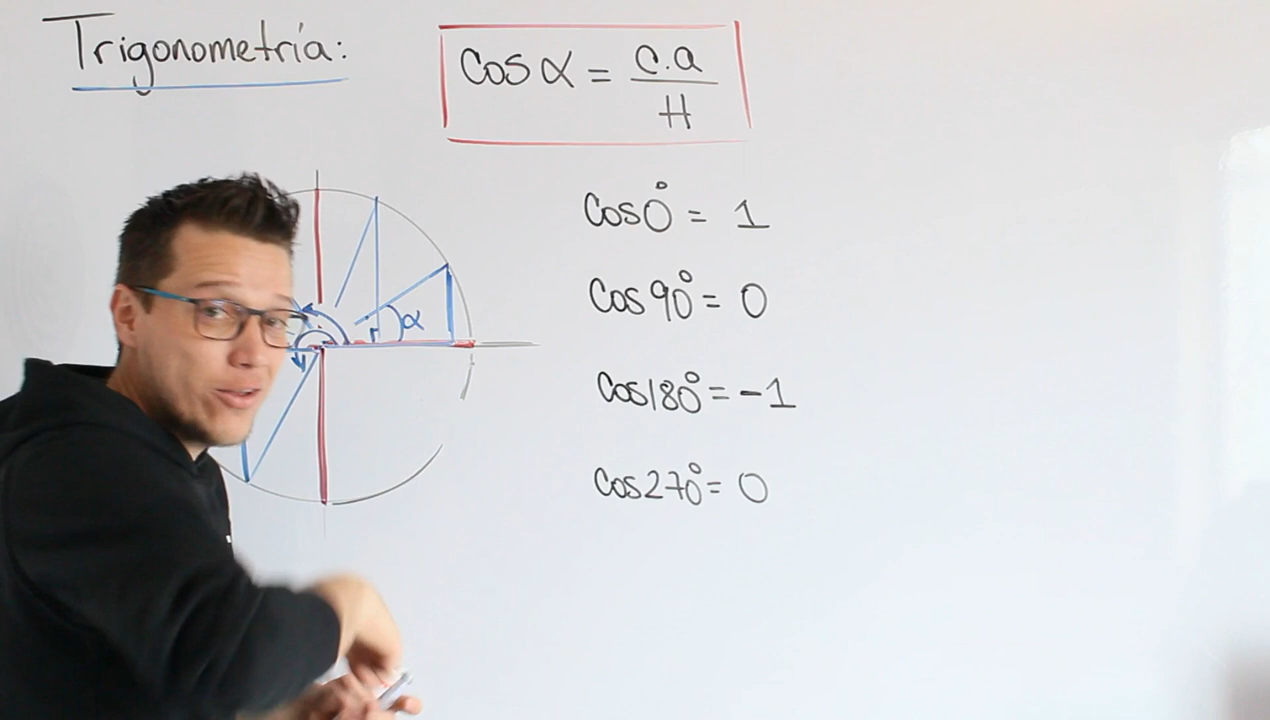 Trigonometría:
Cos α = c.a / H
α
Cos 0° = 1
Cos 90° = 0
Cos 180° = -1
Cos 270° = 0